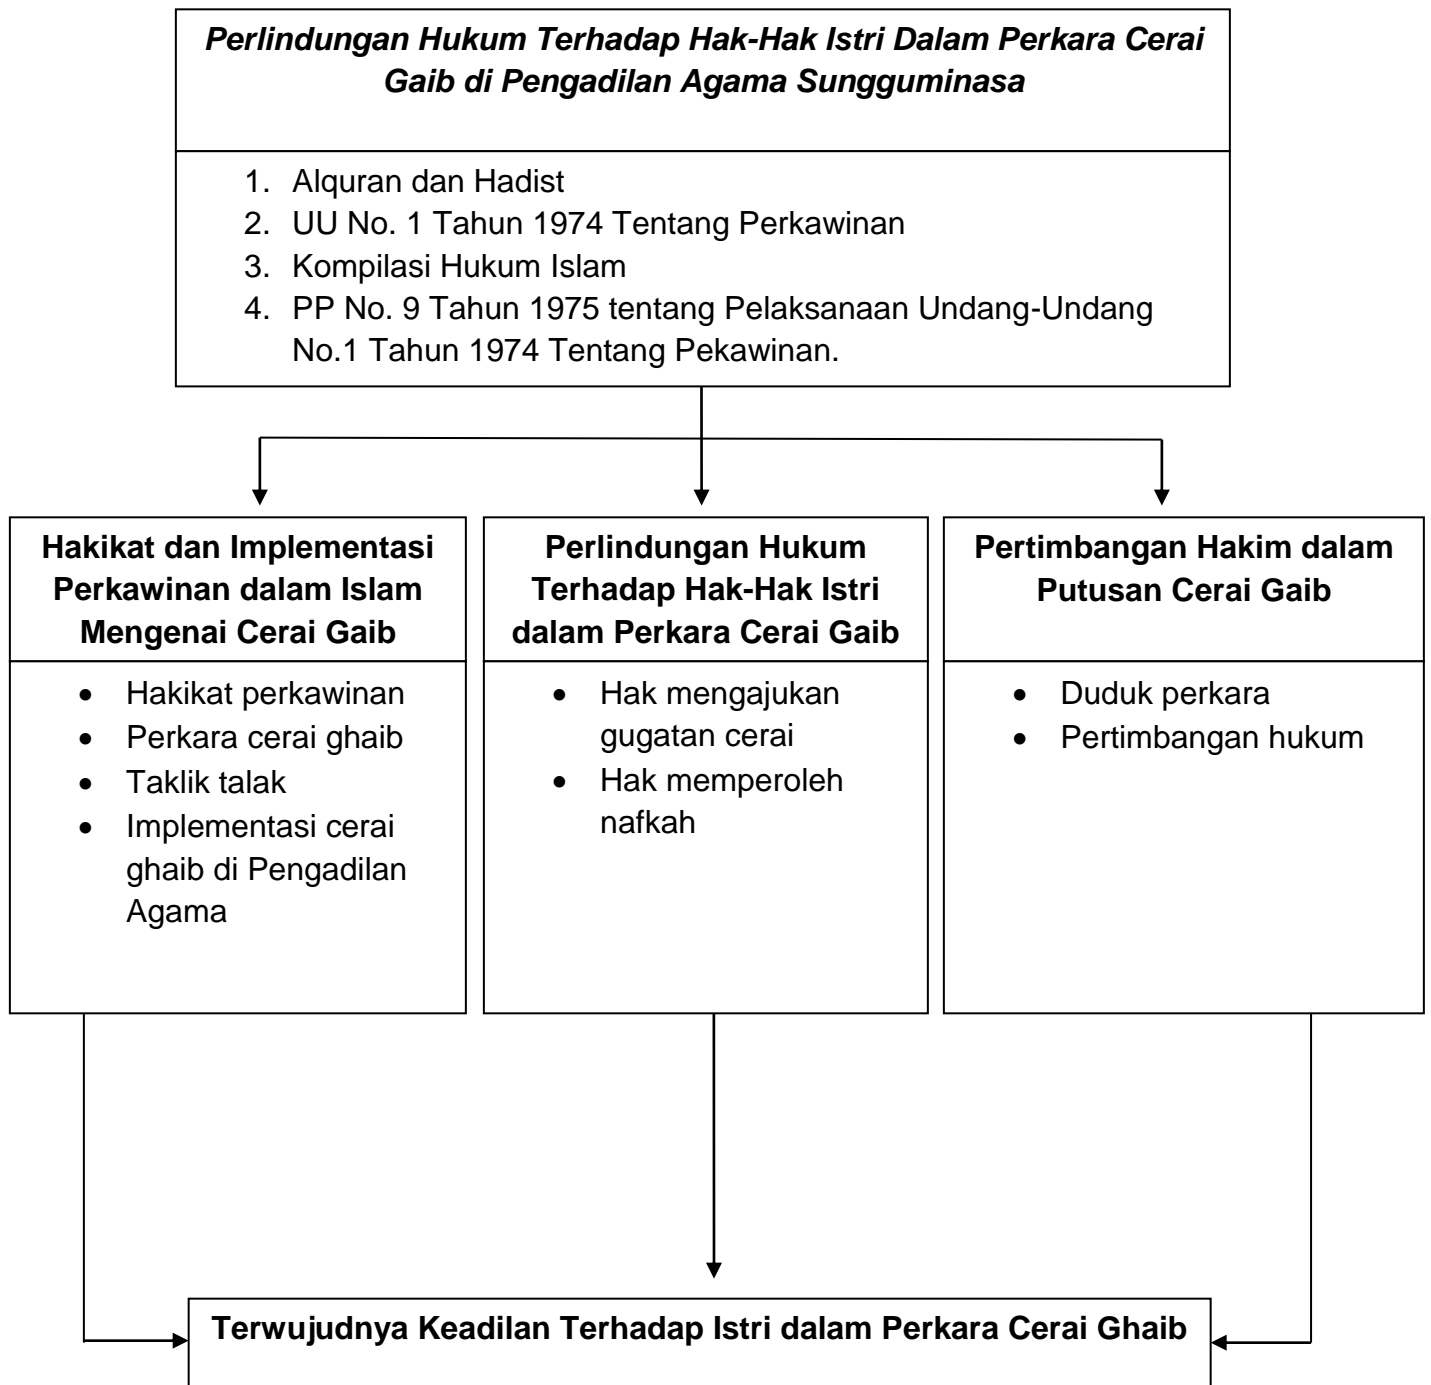 Perlindungan Hukum Terhadap Hak-Hak Istri Dalam Perkara Cerai
Gaib di Pengadilan Agama Sungguminasa
1. Alquran dan Hadist
2. UU No. 1 Tahun 1974 Tentang Perkawinan
3. Kompilasi Hukum Islam
4. PP No. 9 Tahun 1975 tentang Pelaksanaan Undang-Undang
No.1 Tahun 1974 Tentang Pekawinan.
Hakikat dan Implementasi
Perkawinan dalam Islam
Mengenai Cerai Gaib
• Hakikat perkawinan
• Perkara cerai ghaib
• Taklik talak
• Implementasi cerai
ghaib di Pengadilan
Agama
Perlindungan Hukum
Terhadap Hak-Hak Istri
dalam Perkara Cerai Gaib
• Hak mengajukan
gugatan cerai
• Hak memperoleh
nafkah
Pertimbangan Hakim dalam
Putusan Cerai Gaib
• Duduk perkara
• Pertimbangan hukum
Terwujudnya Keadilan Terhadap Istri dalam Perkara Cerai Ghaib